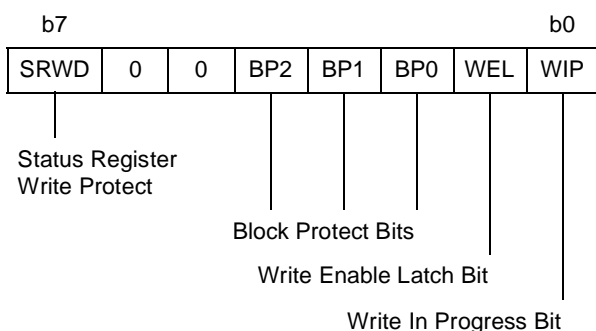 b7 b0
SRWD 0 0 BP2 BP1 BP0 WEL WIP
Status Register
Write Protect
Block Protect Bits
Write Enable Latch Bit
Write In Progress Bit